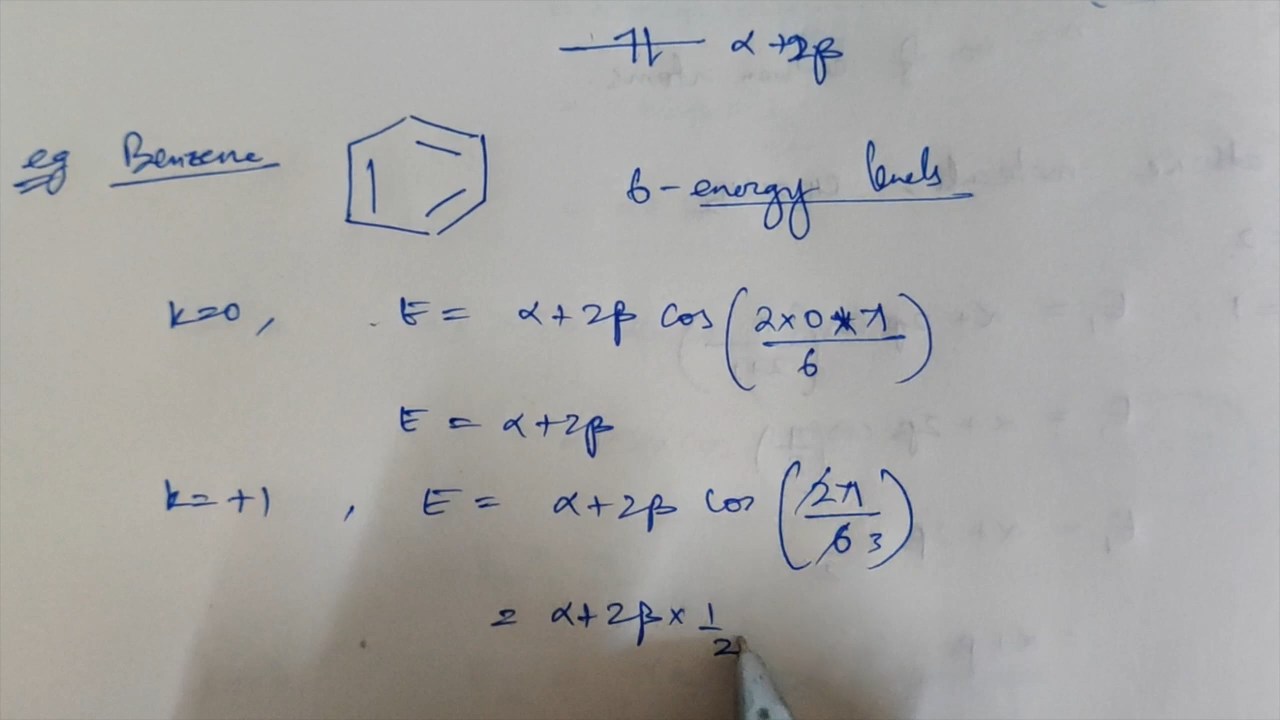 α+2β
eg Benzene
6-energy levels
k=0, E = α+2β cos(2×0×π/6)
E = α+2β
k=+1, E = α+2β cos(2π/6 3)
= α+2β×1/2